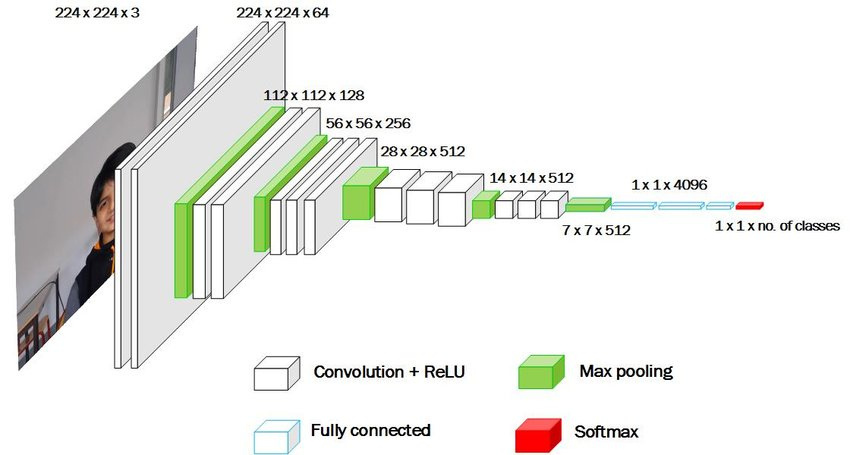 224 x 224 x 3
224 x 224 x 64
112 x 112 x 128
56 x 56 x 256
28 x 28 x 512
14 x 14 x 512
1 x 1 x 4096
7 x 7 x 512
1 x 1 x no. of classes
Convolution + ReLU
Max pooling
Fully connected
Softmax